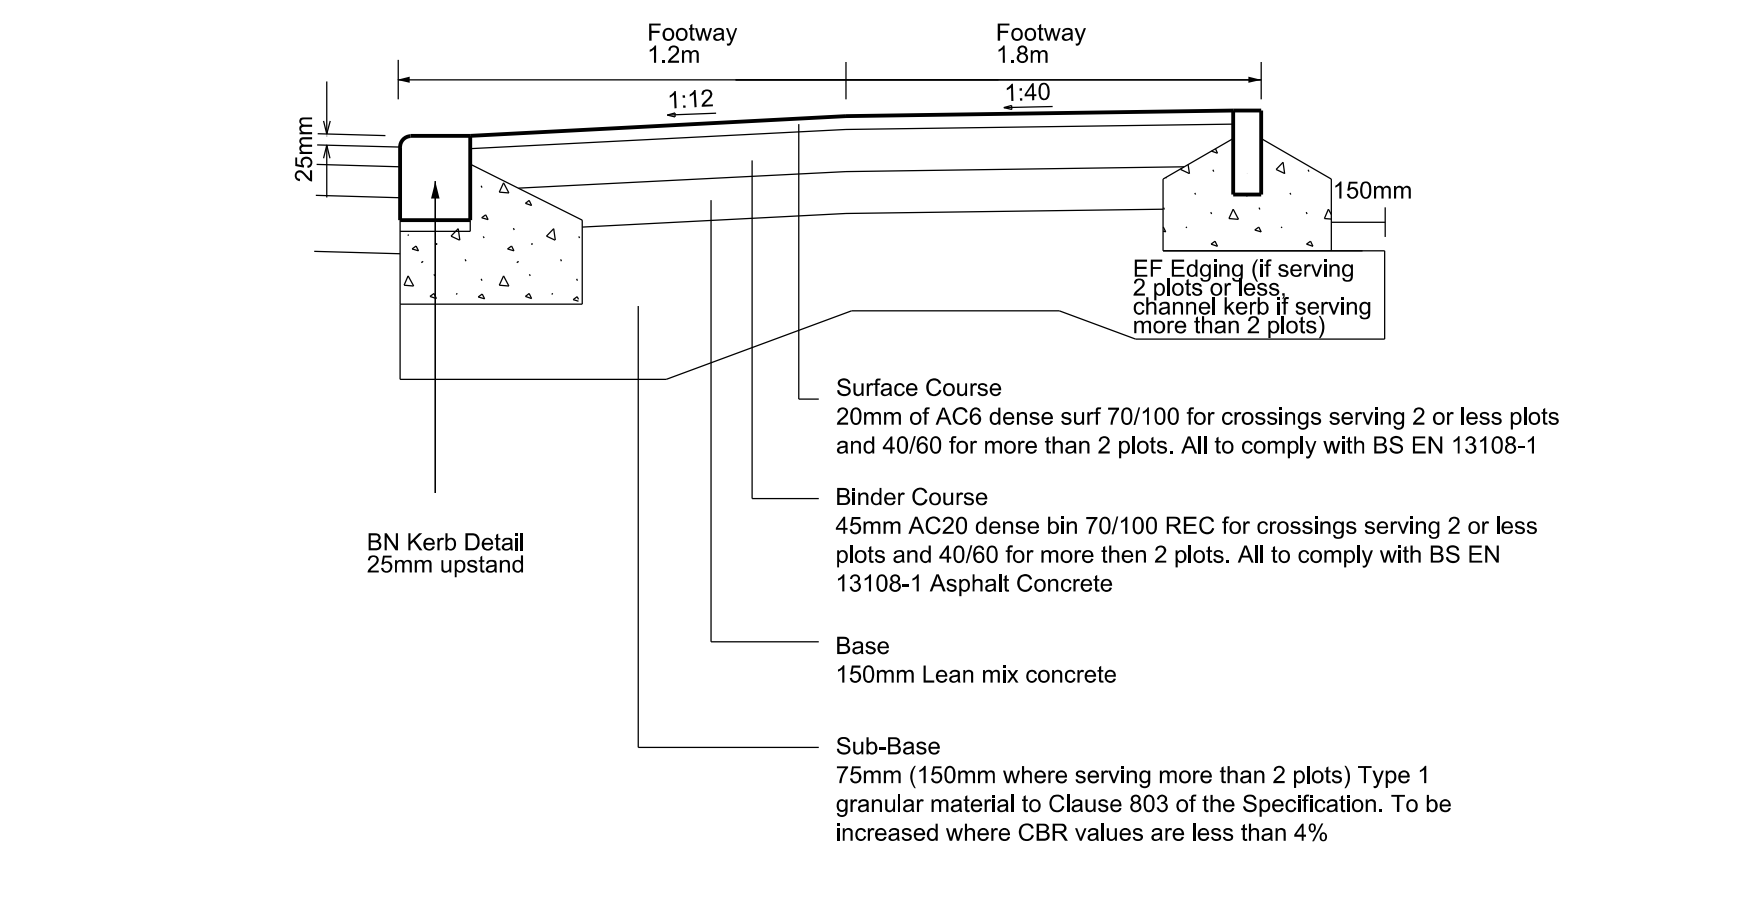 Footway
1.2m
Footway
1.8m
1:12
1:40
25mm
150mm
EF Edging (if serving
2 plots or less,
channel kerb if serving
more than 2 plots)
Surface Course
20mm of AC6 dense surf 70/100 for crossings serving 2 or less plots
and 40/60 for more than 2 plots. All to comply with BS EN 13108-1
Binder Course
45mm AC20 dense bin 70/100 REC for crossings serving 2 or less
plots and 40/60 for more then 2 plots. All to comply with BS EN
13108-1 Asphalt Concrete
BN Kerb Detail
25mm upstand
Base
150mm Lean mix concrete
Sub-Base
75mm (150mm where serving more than 2 plots) Type 1
granular material to Clause 803 of the Specification. To be
increased where CBR values are less than 4%